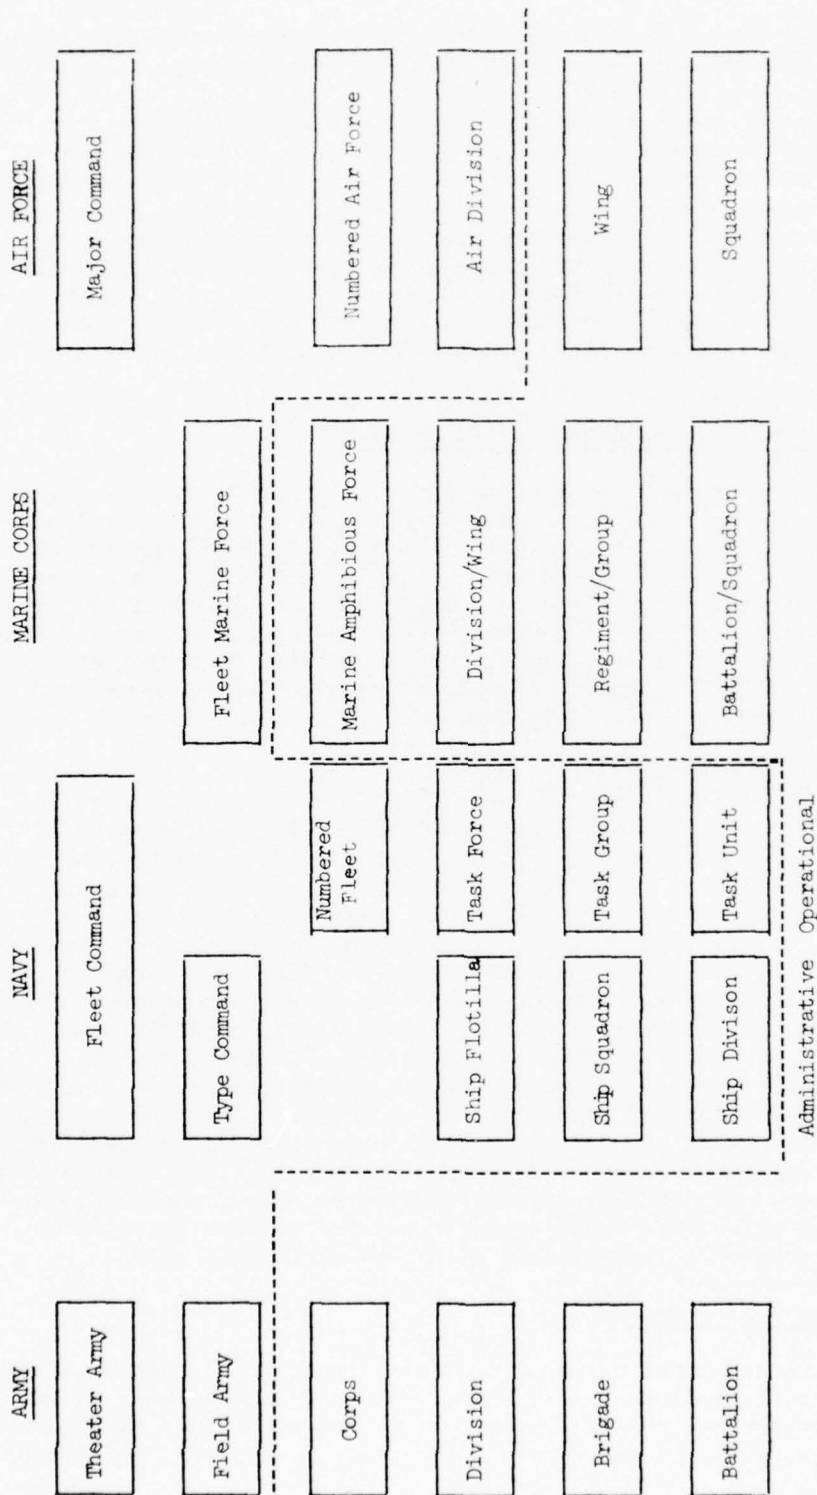 ARMY
NAVY
MARINE CORPS
AIR FORCE
Theater Army
Fleet Command
Major Command
Field Army
Type Command
Fleet Marine Force
Corps
Numbered
Fleet
Marine Amphibious Force
Numbered Air Force
Division
Ship Flotilla
Task Force
Division/Wing
Air Division
Brigade
Ship Squadron
Task Group
Regiment/Group
Wing
Battalion
Ship Divison
Task Unit
Battalion/Squadron
Squadron
Administrative Operational